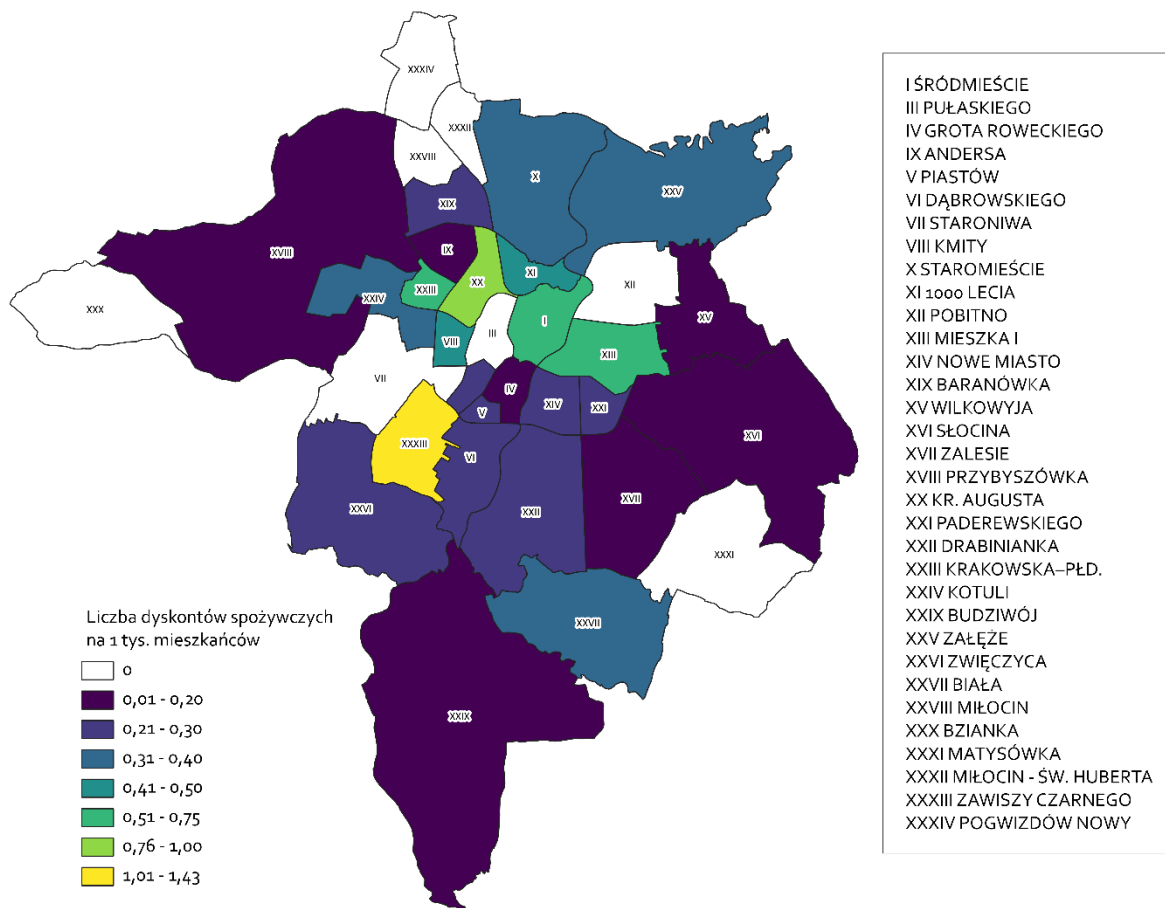 XXXIV
XXXII
XXVIII
X
XXV
XIX
IX
XVIII
XX
XI
XII
XXIII
XXIV
XXX
I
III
XV
VIII
XIII
VII
IV
XIV
XXI
V
XXXIII
XVI
VI
XVII
XXVI
XXII
XXXI
XXVII
XXIX
Liczba dyskontów spożywczych
na 1 tys. mieszkańców
0
0,01 - 0,20
0,21 - 0,30
0,31 - 0,40
0,41 - 0,50
0,51 - 0,75
0,76 - 1,00
1,01 - 1,43
I ŚRÓDMIEŚCIE
III PUŁASKIEGO
IV GROTA ROWECKIEGO
IX ANDERSA
V PIASTÓW
VI DĄBROWSKIEGO
VII STARONIWA
VIII KMITY
X STAROMIEŚCIE
XI 1000 LECIA
XII POBITNO
XIII MIESZKA I
XIV NOWE MIASTO
XIX BARANÓWKA
XV WILKOWYJA
XVI SŁOCINA
XVII ZALESIE
XVIII PRZYBYSZÓWKA
XX KR. AUGUSTA
XXI PADEREWSKIEGO
XXII DRABINIANKA
XXIII KRAKOWSKA–PŁD.
XXIV KOTULI
XXIX BUDZIWÓJ
XXV ZAŁĘŻE
XXVI ZWIĘCZYCA
XXVII BIAŁA
XXVIII MIŁOCIN
XXX BZIANKA
XXXI MATYSÓWKA
XXXII MIŁOCIN - ŚW. HUBERTA
XXXIII ZAWISZY CZARNEGO
XXXIV POGWIZDÓW NOWY